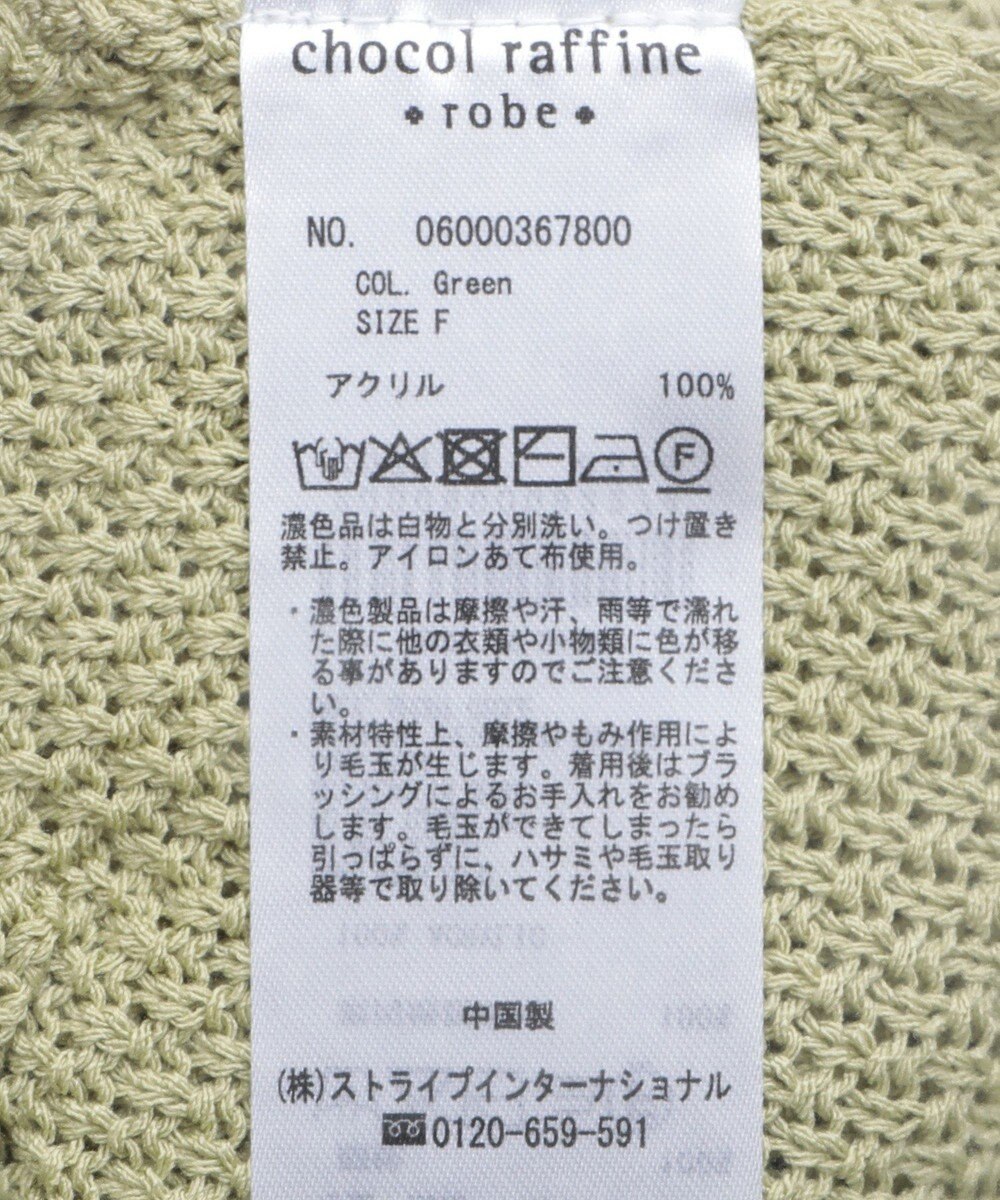 chocol raffine
robe
NO. 06000367800
COL. Green
SIZE F
アクリル 100%
F
濃色品は白物と分別洗い。つけ置き
禁止。アイロンあて布使用。
・濃色製品は摩擦や汗、雨等で濡れ
た際に他の衣類や小物類に色が移
る事がありますのでご注意くださ
い。
・素材特性上、摩擦やもみ作用によ
り毛玉が生じます。着用後はブラ
ッシングによるお手入れをお勧め
します。毛玉ができてしまったら
引っぱらずに、ハサミや毛玉取り
器等で取り除いてください。
中国製
(株)ストライプインターナショナル
0120-659-591